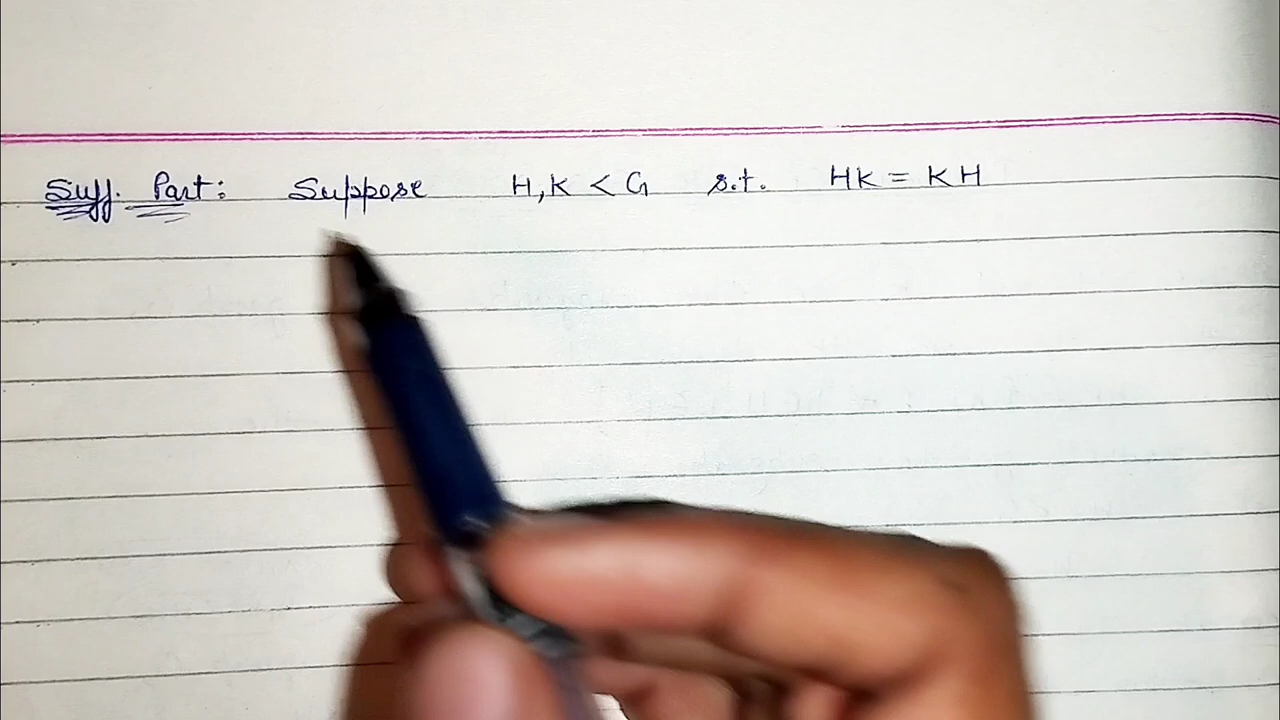 Suff. Part: Suppose H,K < G s.t. HK = KH